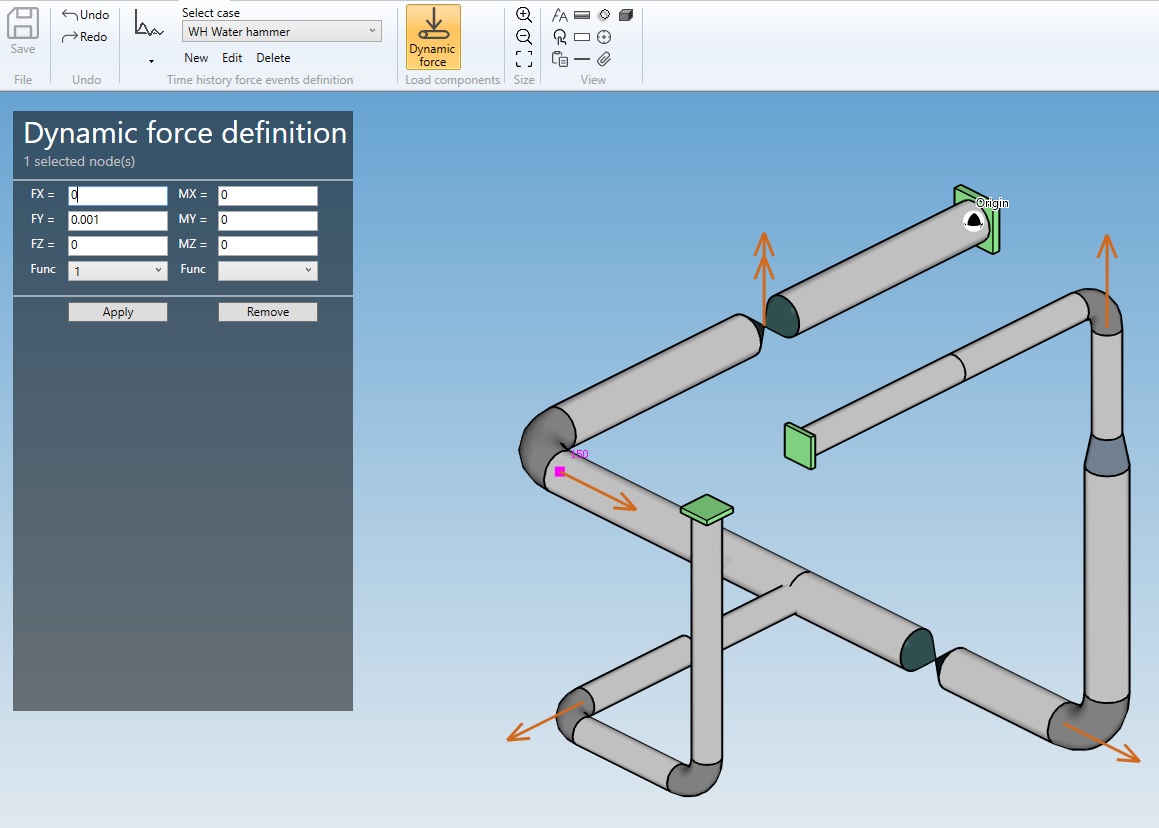 Save
Undo
Redo
Select case
WH Water hammer
New Edit Delete
Dynamic
force
File
Undo
Time history force events definition
Load components
Size
View
Dynamic force definition
1 selected node(s)
FX = 0 MX = 0
FY = 0.001 MY = 0
FZ = 0 MZ = 0
Func 1 Func
Apply Remove
Origin
150